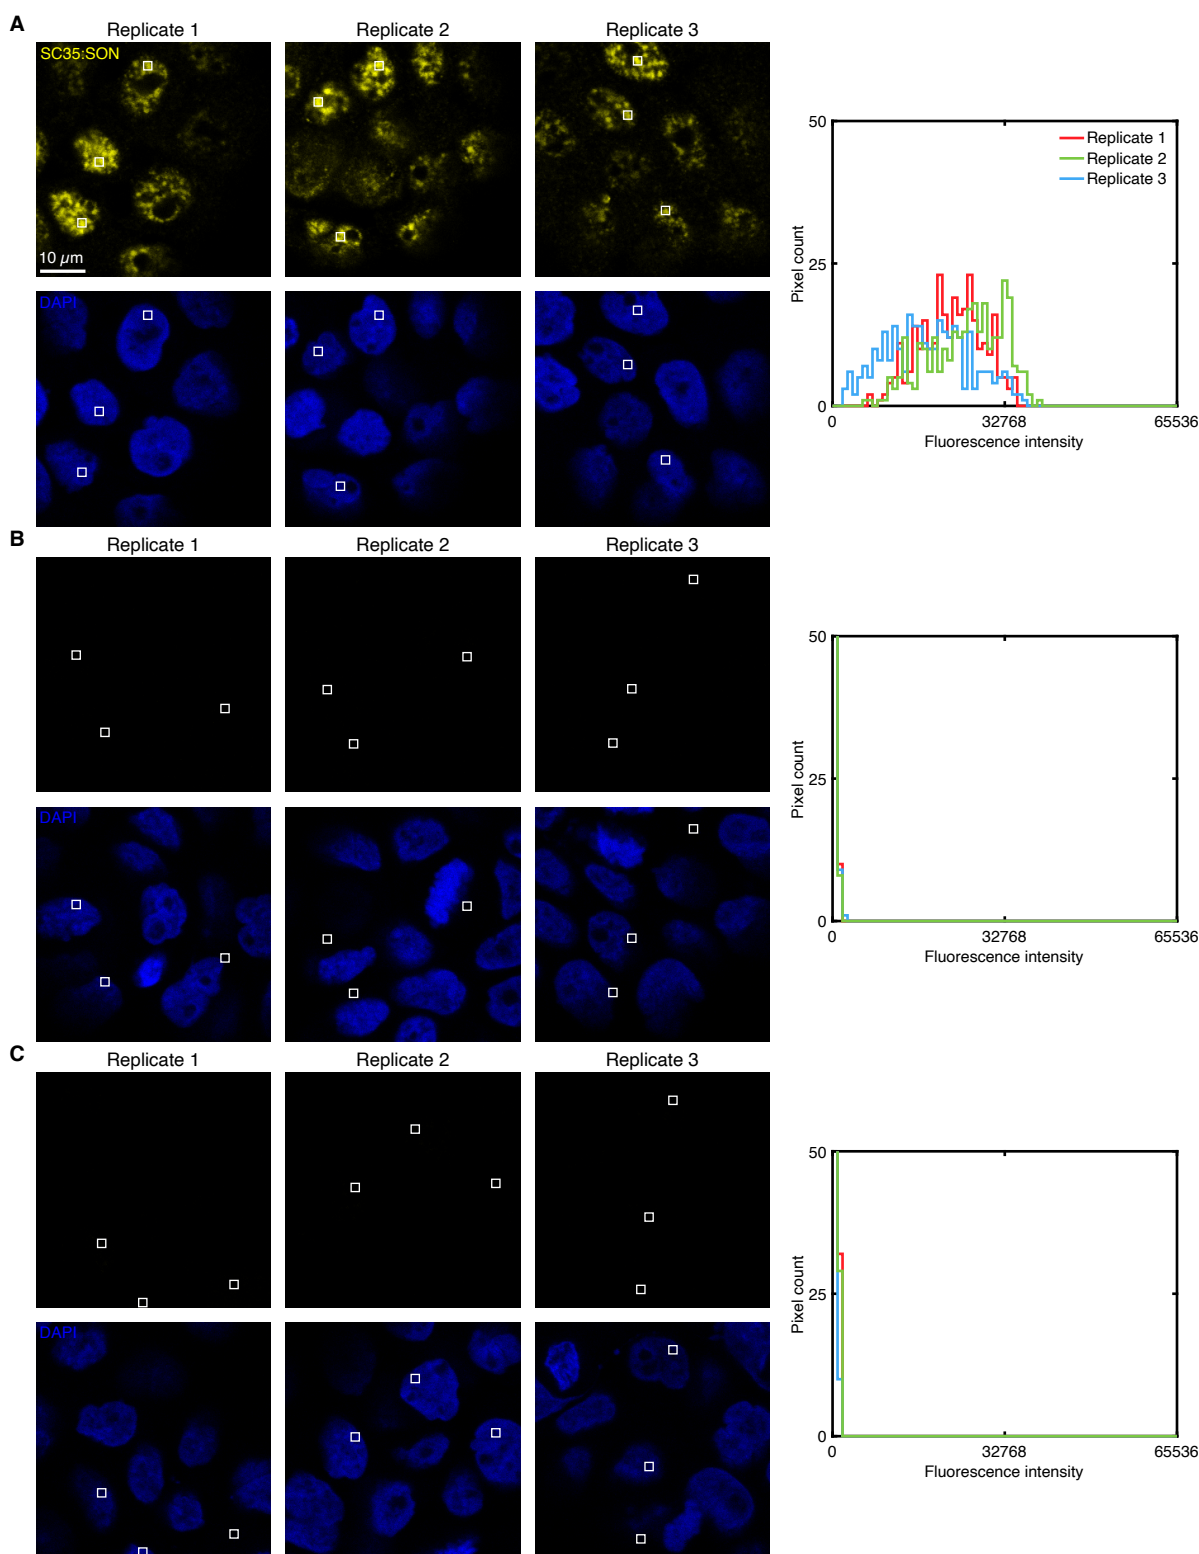 A
Replicate 1
Replicate 2
Replicate 3
SC35:SON
10 µm
DAPI
50
25
0
Pixel count
Replicate 1
Replicate 2
Replicate 3
0
32768
65536
Fluorescence intensity
B
Replicate 1
Replicate 2
Replicate 3
DAPI
50
25
0
Pixel count
0
32768
65536
Fluorescence intensity
C
Replicate 1
Replicate 2
Replicate 3
DAPI
50
25
0
Pixel count
0
32768
65536
Fluorescence intensity